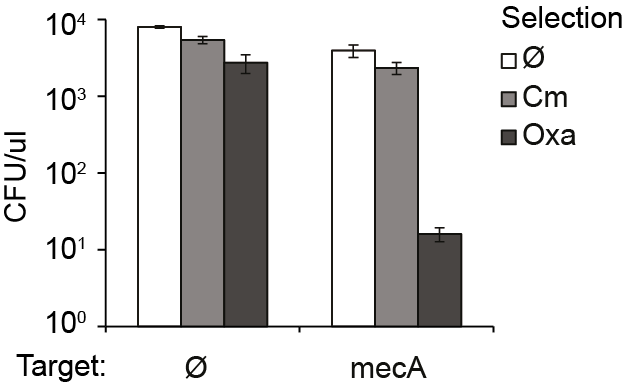 Selection
Ø
Cm
Oxa
CFU/ul
10⁴
10³
10²
10¹
10⁰
Target: Ø mecA